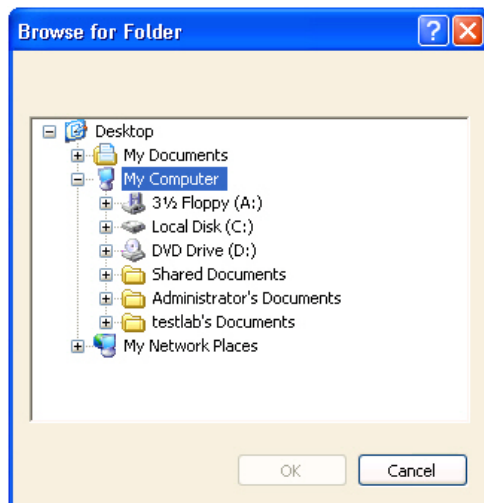 Browse for Folder
Desktop
My Documents
My Computer
3½ Floppy (A:)
Local Disk (C:)
DVD Drive (D:)
Shared Documents
Administrator's Documents
testlab's Documents
My Network Places
OK
Cancel